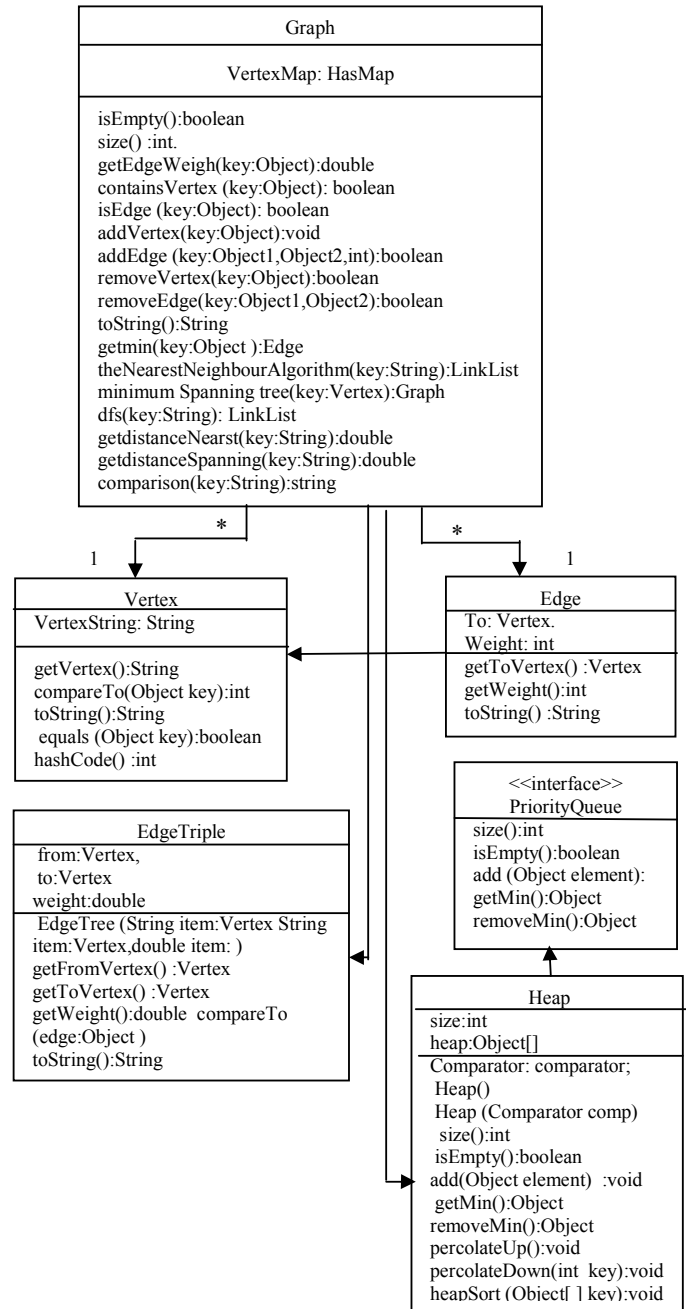 Graph
VertexMap: HasMap
isEmpty():boolean
size() :int.
getEdgeWeigh(key:Object):double
containsVertex (key:Object): boolean
isEdge (key:Object): boolean
addVertex(key:Object):void
addEdge (key:Object1,Object2,int):boolean
removeVertex(key:Object):boolean
removeEdge(key:Object1,Object2):boolean
toString():String
getmin(key:Object ):Edge
theNearestNeighbourAlgorithm(key:String):LinkList
minimum Spanning tree(key:Vertex):Graph
dfs(key:String): LinkList
getdistanceNearst(key:String):double
getdistanceSpanning(key:String):double
comparison(key:String):string
*
*
1
1
Vertex
VertexString: String
getVertex():String
compareTo(Object key):int
toString():String
equals (Object key):boolean
hashCode() :int
Edge
To: Vertex.
Weight: int
getToVertex() :Vertex
getWeight():int
toString() :String
<<interface>>
PriorityQueue
size():int
isEmpty():boolean
add (Object element):
getMin():Object
removeMin():Object
EdgeTriple
from:Vertex,
to:Vertex
weight:double
EdgeTree (String item:Vertex String
item:Vertex,double item: )
getFromVertex() :Vertex
getToVertex() :Vertex
getWeight():double compareTo
(edge:Object )
toString():String
Heap
size:int
heap:Object[]
Comparator: comparator;
Heap()
Heap (Comparator comp)
size():int
isEmpty():boolean
add(Object element) :void
getMin():Object
removeMin():Object
percolateUp():void
percolateDown(int key):void
heapSort (Object[ ] key):void